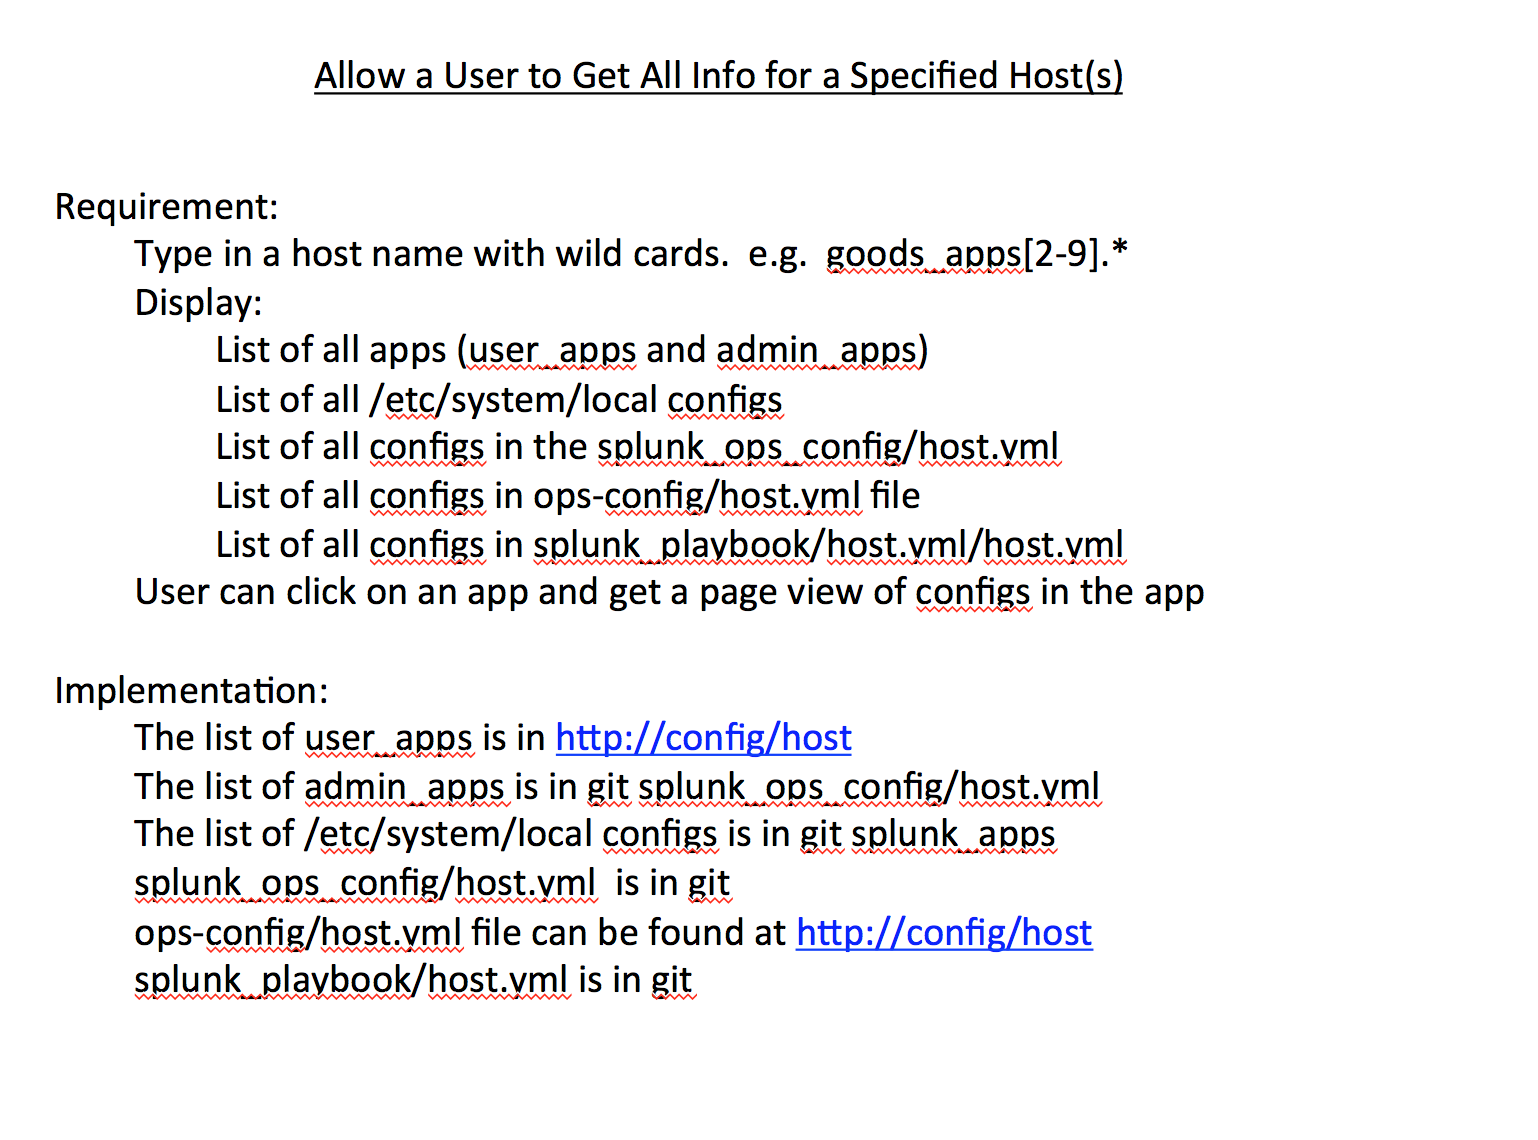 Allow a User to Get All Info for a Specified Host(s)
Requirement:
Type in a host name with wild cards.  e.g.  goods_apps[2-9].*
Display:
List of all apps (user_apps and admin_apps)
List of all /etc/system/local configs
List of all configs in the splunk_ops_config/host.yml
List of all configs in ops-config/host.yml file
List of all configs in splunk_playbook/host.yml/host.yml
User can click on an app and get a page view of configs in the app
Implementation:
The list of user_apps is in http://config/host
The list of admin_apps is in git splunk_ops_config/host.yml
The list of /etc/system/local configs is in git splunk_apps
splunk_ops_config/host.yml  is in git
ops-config/host.yml file can be found at http://config/host
splunk_playbook/host.yml is in git